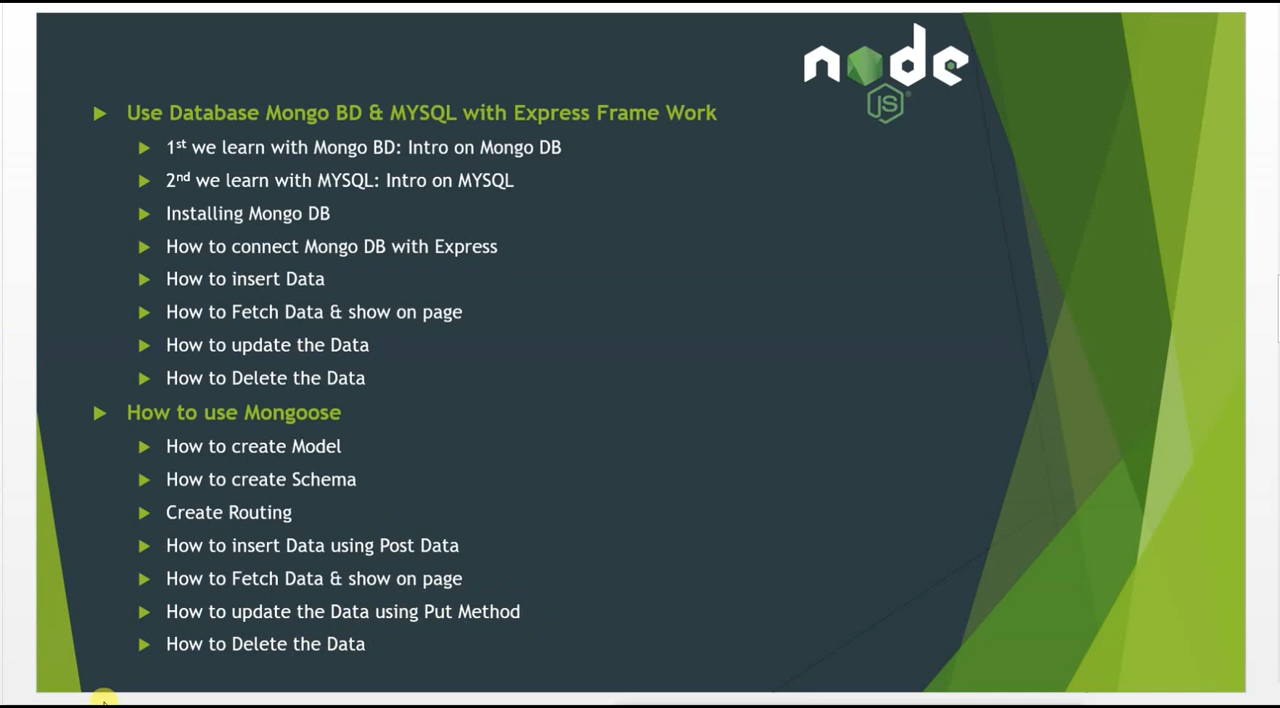 node
JS
Use Database Mongo BD & MYSQL with Express Frame Work
1st we learn with Mongo BD: Intro on Mongo DB
2nd we learn with MYSQL: Intro on MYSQL
Installing Mongo DB
How to connect Mongo DB with Express
How to insert Data
How to Fetch Data & show on page
How to update the Data
How to Delete the Data
How to use Mongoose
How to create Model
How to create Schema
Create Routing
How to insert Data using Post Data
How to Fetch Data & show on page
How to update the Data using Put Method
How to Delete the Data